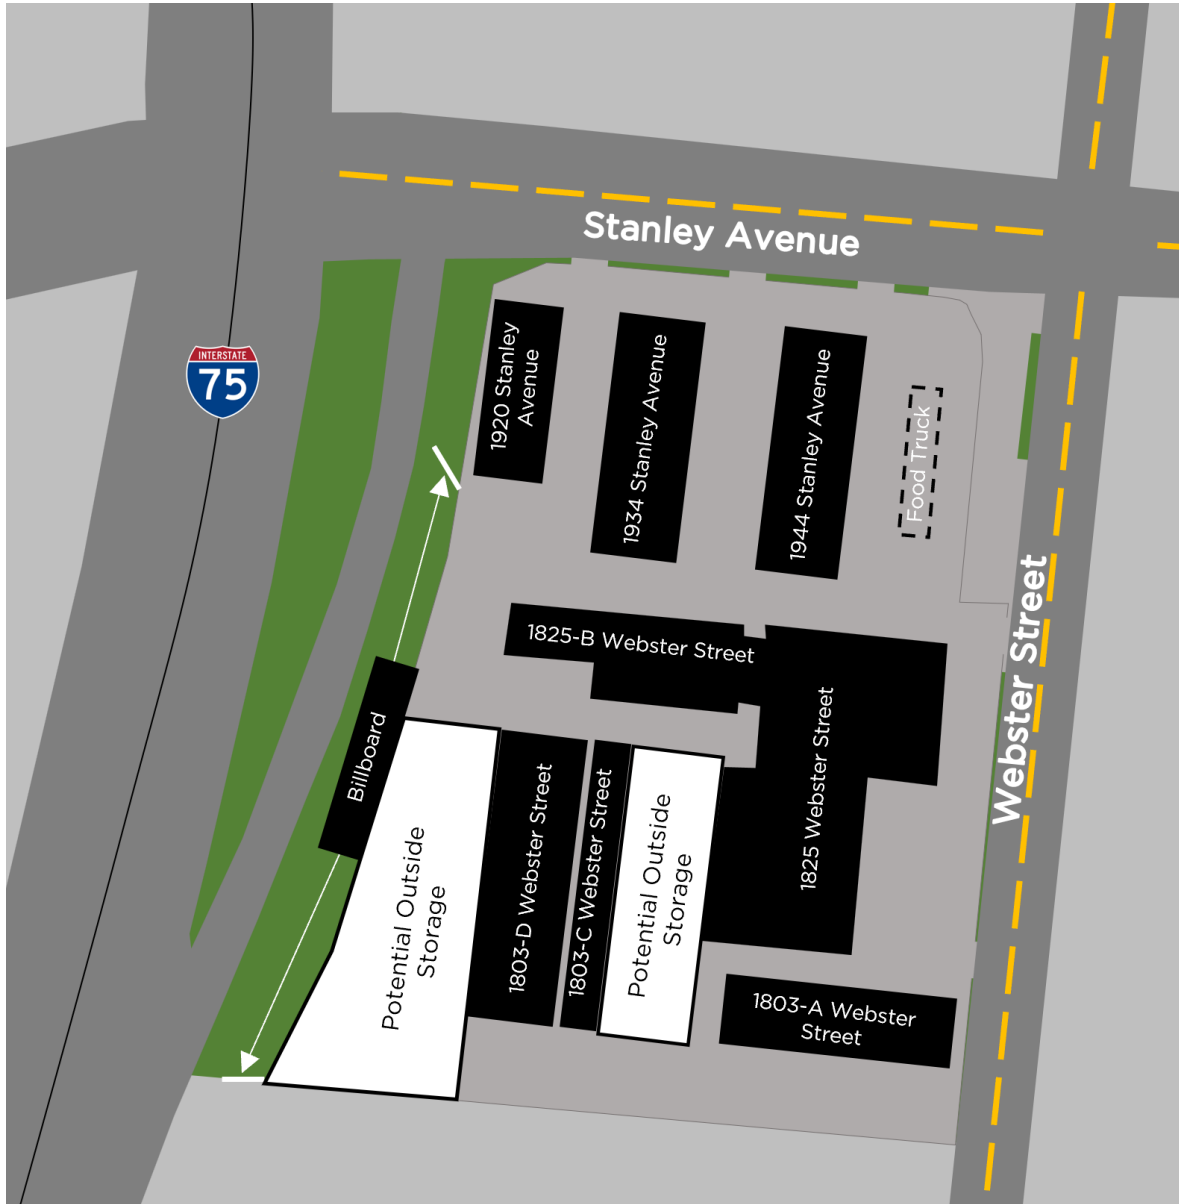 Stanley Avenue
INTERSTATE
75
1920 Stanley
Avenue
1934 Stanley Avenue
1944 Stanley Avenue
Food Truck
Webster Street
1825-B Webster Street
1825 Webster Street
Billboard
Potential Outside
Storage
1803-D Webster Street
1803-C Webster Street
Potential Outside
Storage
1803-A Webster
Street